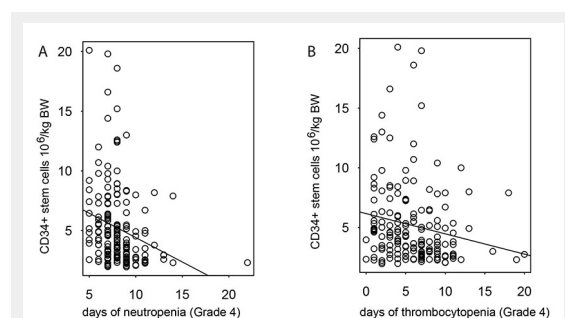 A
B
CD34+ stem cells 10⁶/kg BW
20
15
10
5
5 10 15 20
days of neutropenia (Grade 4)
CD34+ stem cells 10⁶/kg BW
20
15
10
5
0 5 10 15 20
days of thrombocytopenia (Grade 4)